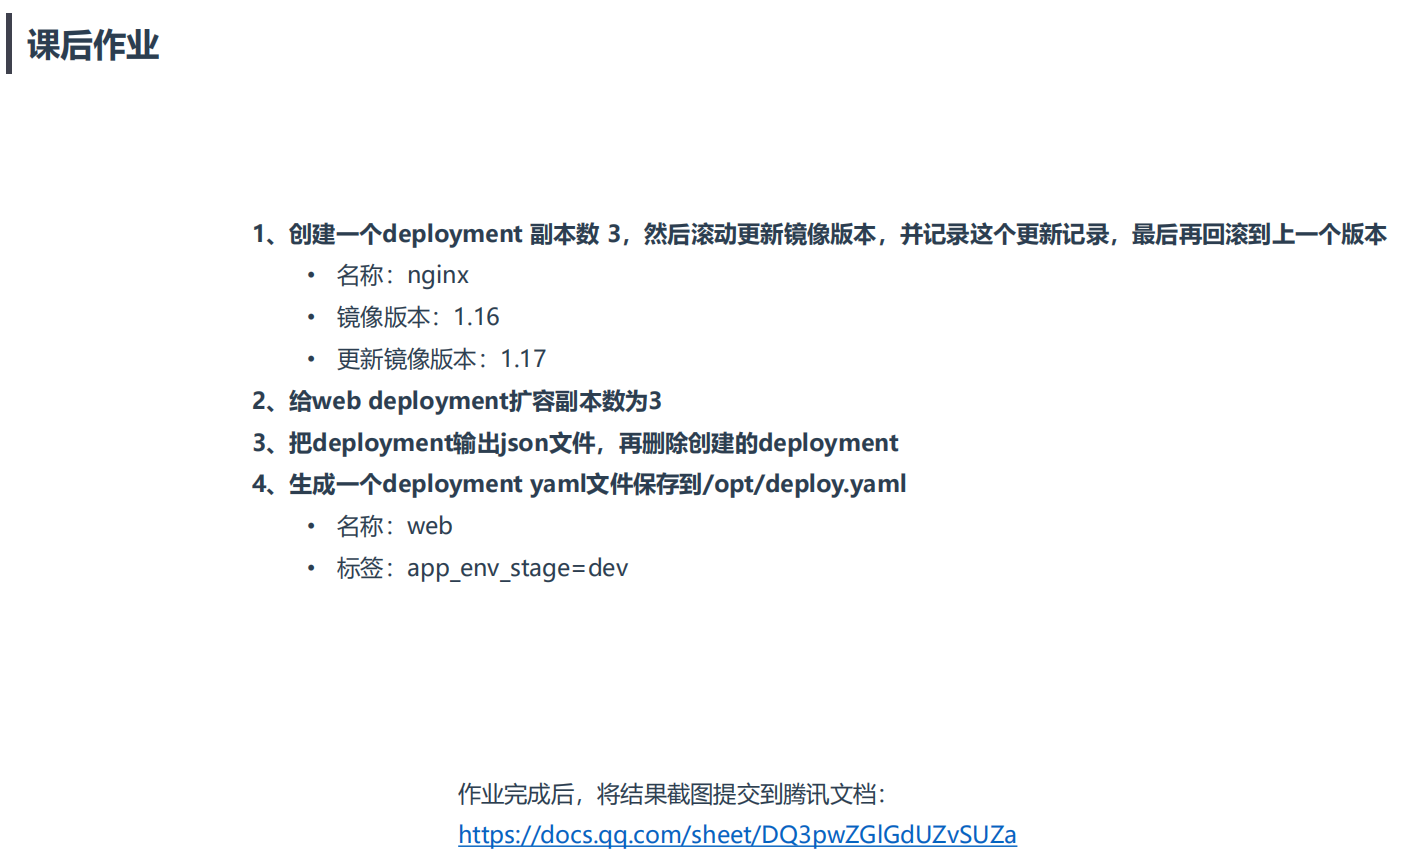 课后作业
1、创建一个deployment 副本数 3，然后滚动更新镜像版本，并记录这个更新记录，最后再回滚到上一个版本
• 名称：nginx
• 镜像版本：1.16
• 更新镜像版本：1.17
2、给web deployment扩容副本数为3
3、把deployment输出json文件，再删除创建的deployment
4、生成一个deployment yaml文件保存到/opt/deploy.yaml
• 名称：web
• 标签：app_env_stage=dev
作业完成后，将结果截图提交到腾讯文档：
https://docs.qq.com/sheet/DQ3pwZGlGdUZvSUZa